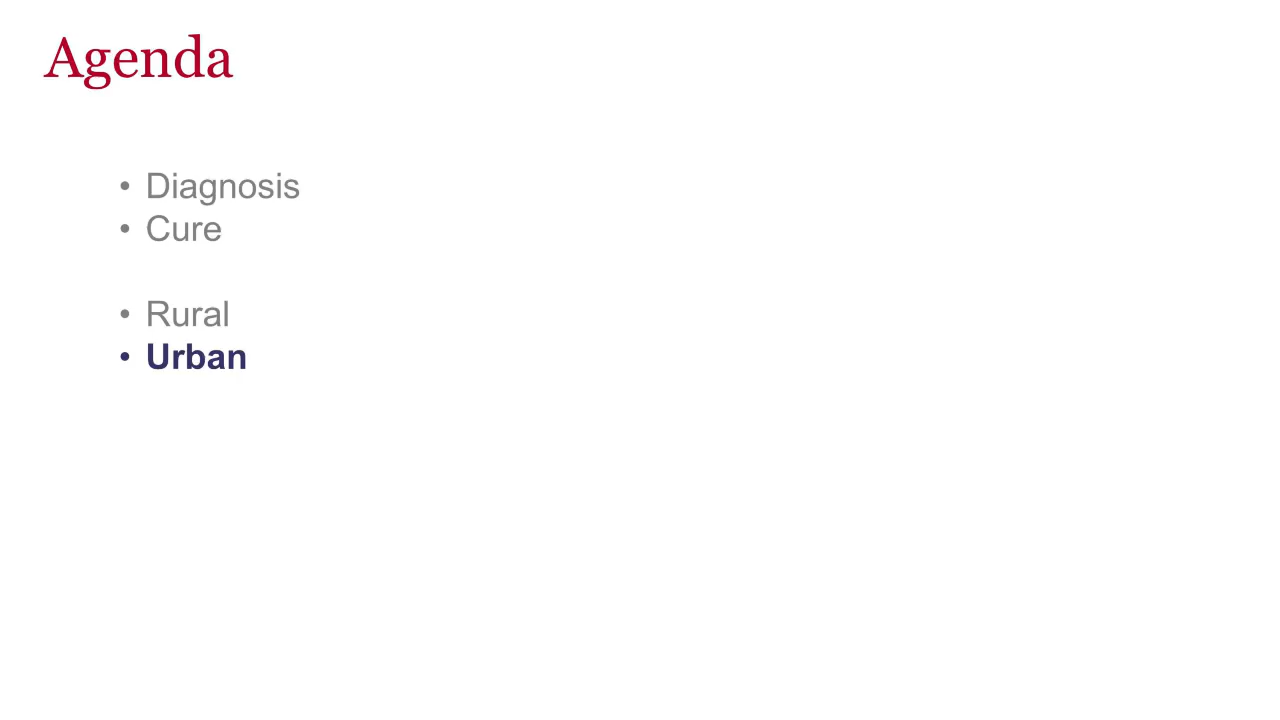 Agenda
• Diagnosis
• Cure
• Rural
• Urban